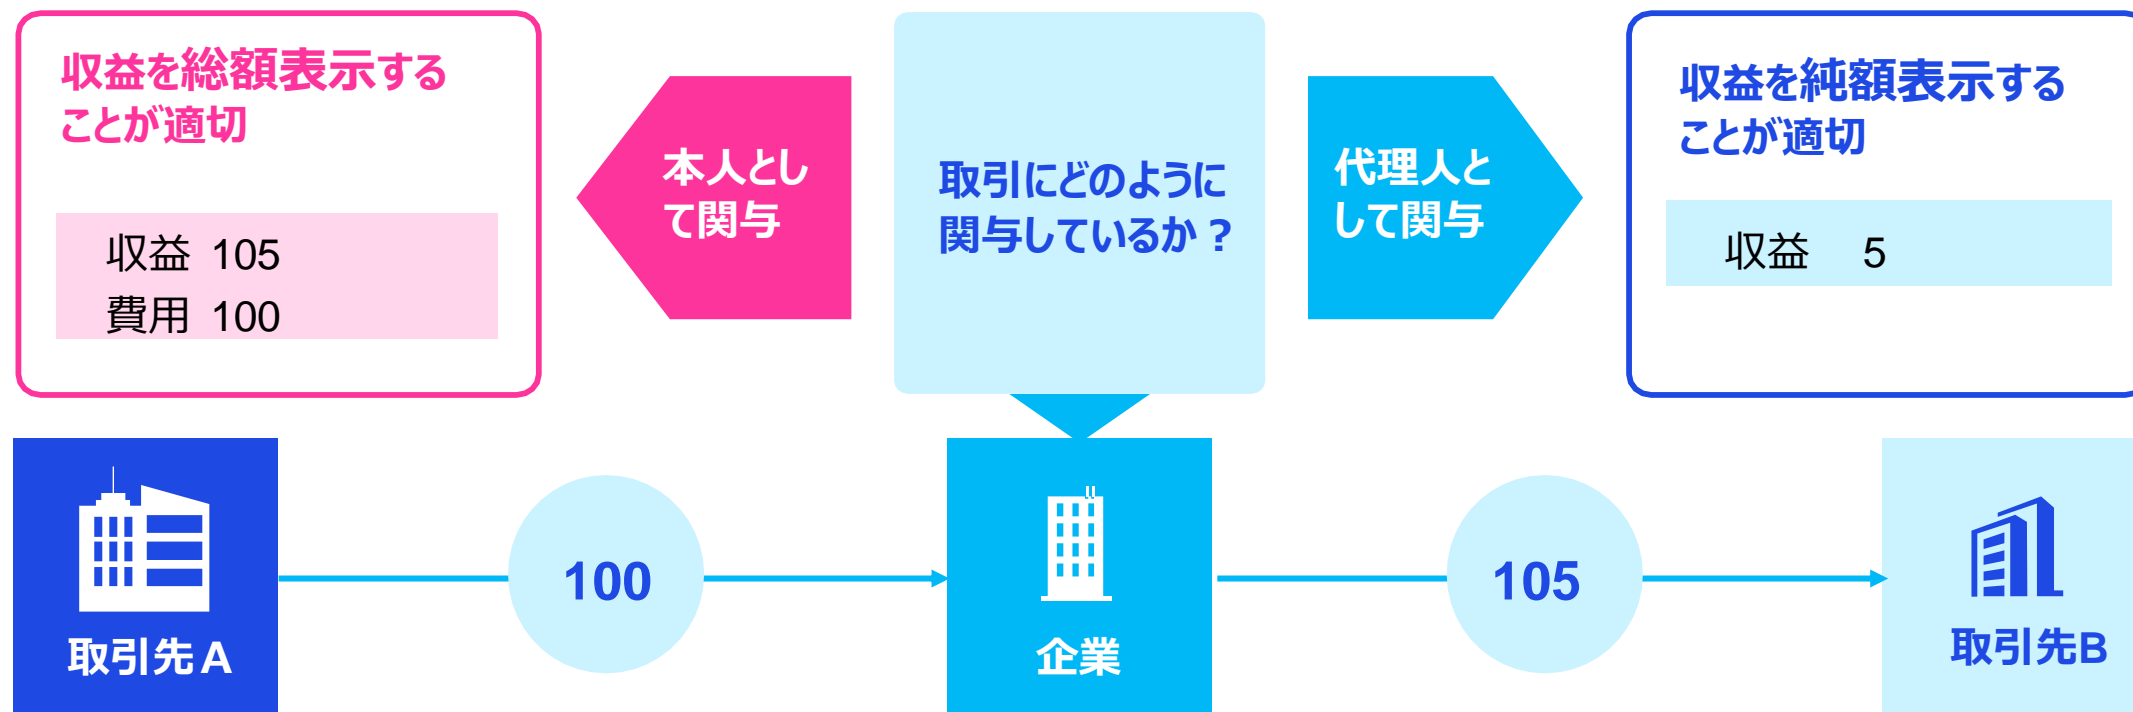 収益を総額表示する
ことが適切
収益 105
費用 100
本人とし
て関与
取引にどのように
関与しているか？
代理人と
して関与
収益を純額表示する
ことが適切
収益 5
取引先A
100
企業
105
取引先B